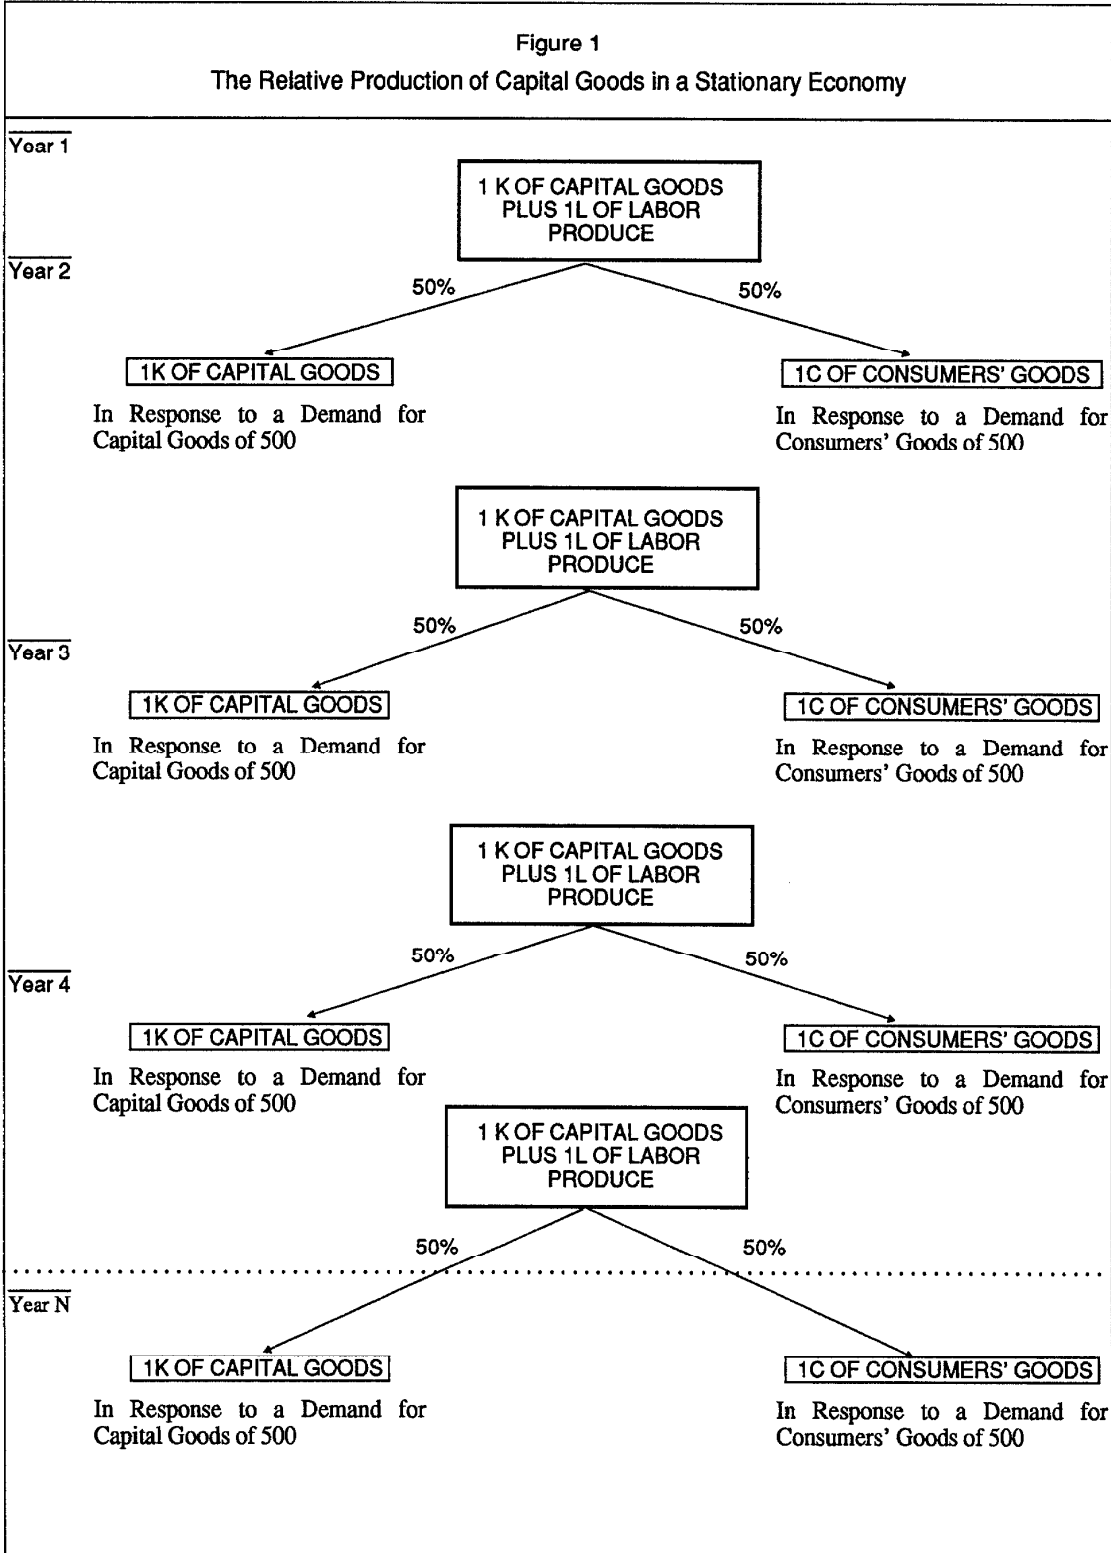 Figure 1
The Relative Production of Capital Goods in a Stationary Economy
Year 1
1 K OF CAPITAL GOODS
PLUS 1L OF LABOR
PRODUCE
Year 2
50%
50%
1K OF CAPITAL GOODS
1C OF CONSUMERS' GOODS
In Response to a Demand for
Capital Goods of 500
In Response to a Demand for
Consumers' Goods of 500
1 K OF CAPITAL GOODS
PLUS 1L OF LABOR
PRODUCE
50%
50%
Year 3
1K OF CAPITAL GOODS
1C OF CONSUMERS' GOODS
In Response to a Demand for
Capital Goods of 500
In Response to a Demand for
Consumers' Goods of 500
1 K OF CAPITAL GOODS
PLUS 1L OF LABOR
PRODUCE
50%
50%
Year 4
1K OF CAPITAL GOODS
1C OF CONSUMERS' GOODS
In Response to a Demand for
Capital Goods of 500
In Response to a Demand for
Consumers' Goods of 500
1 K OF CAPITAL GOODS
PLUS 1L OF LABOR
PRODUCE
50%
50%
Year N
1K OF CAPITAL GOODS
1C OF CONSUMERS' GOODS
In Response to a Demand for
Capital Goods of 500
In Response to a Demand for
Consumers' Goods of 500